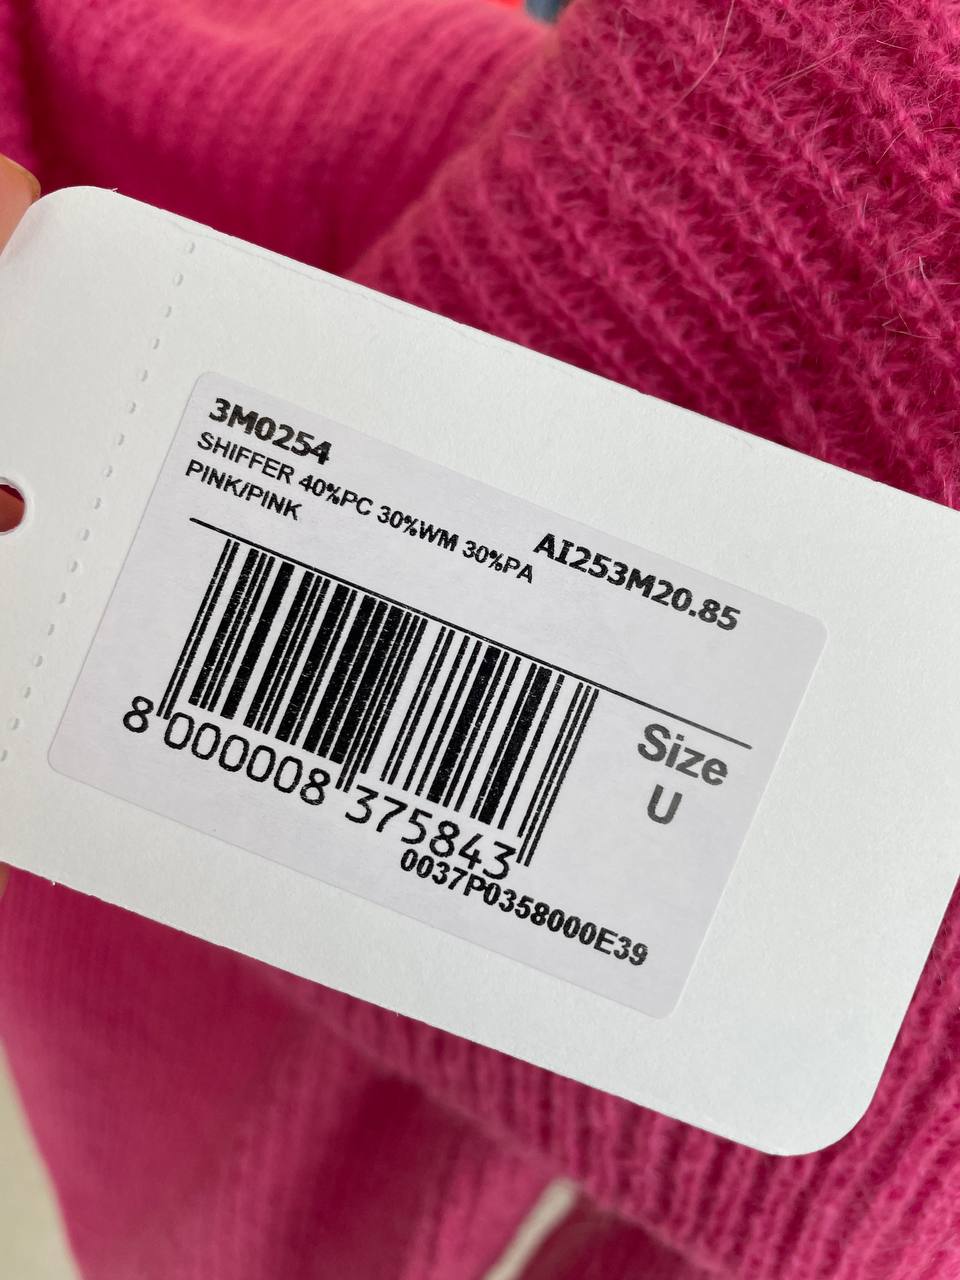 3M0254
SHIFFER 40%PC 30%WM 30%PA
PINK/PINK
AI253M20.85
Size
U
8 000008 375843
0037P0358000E39